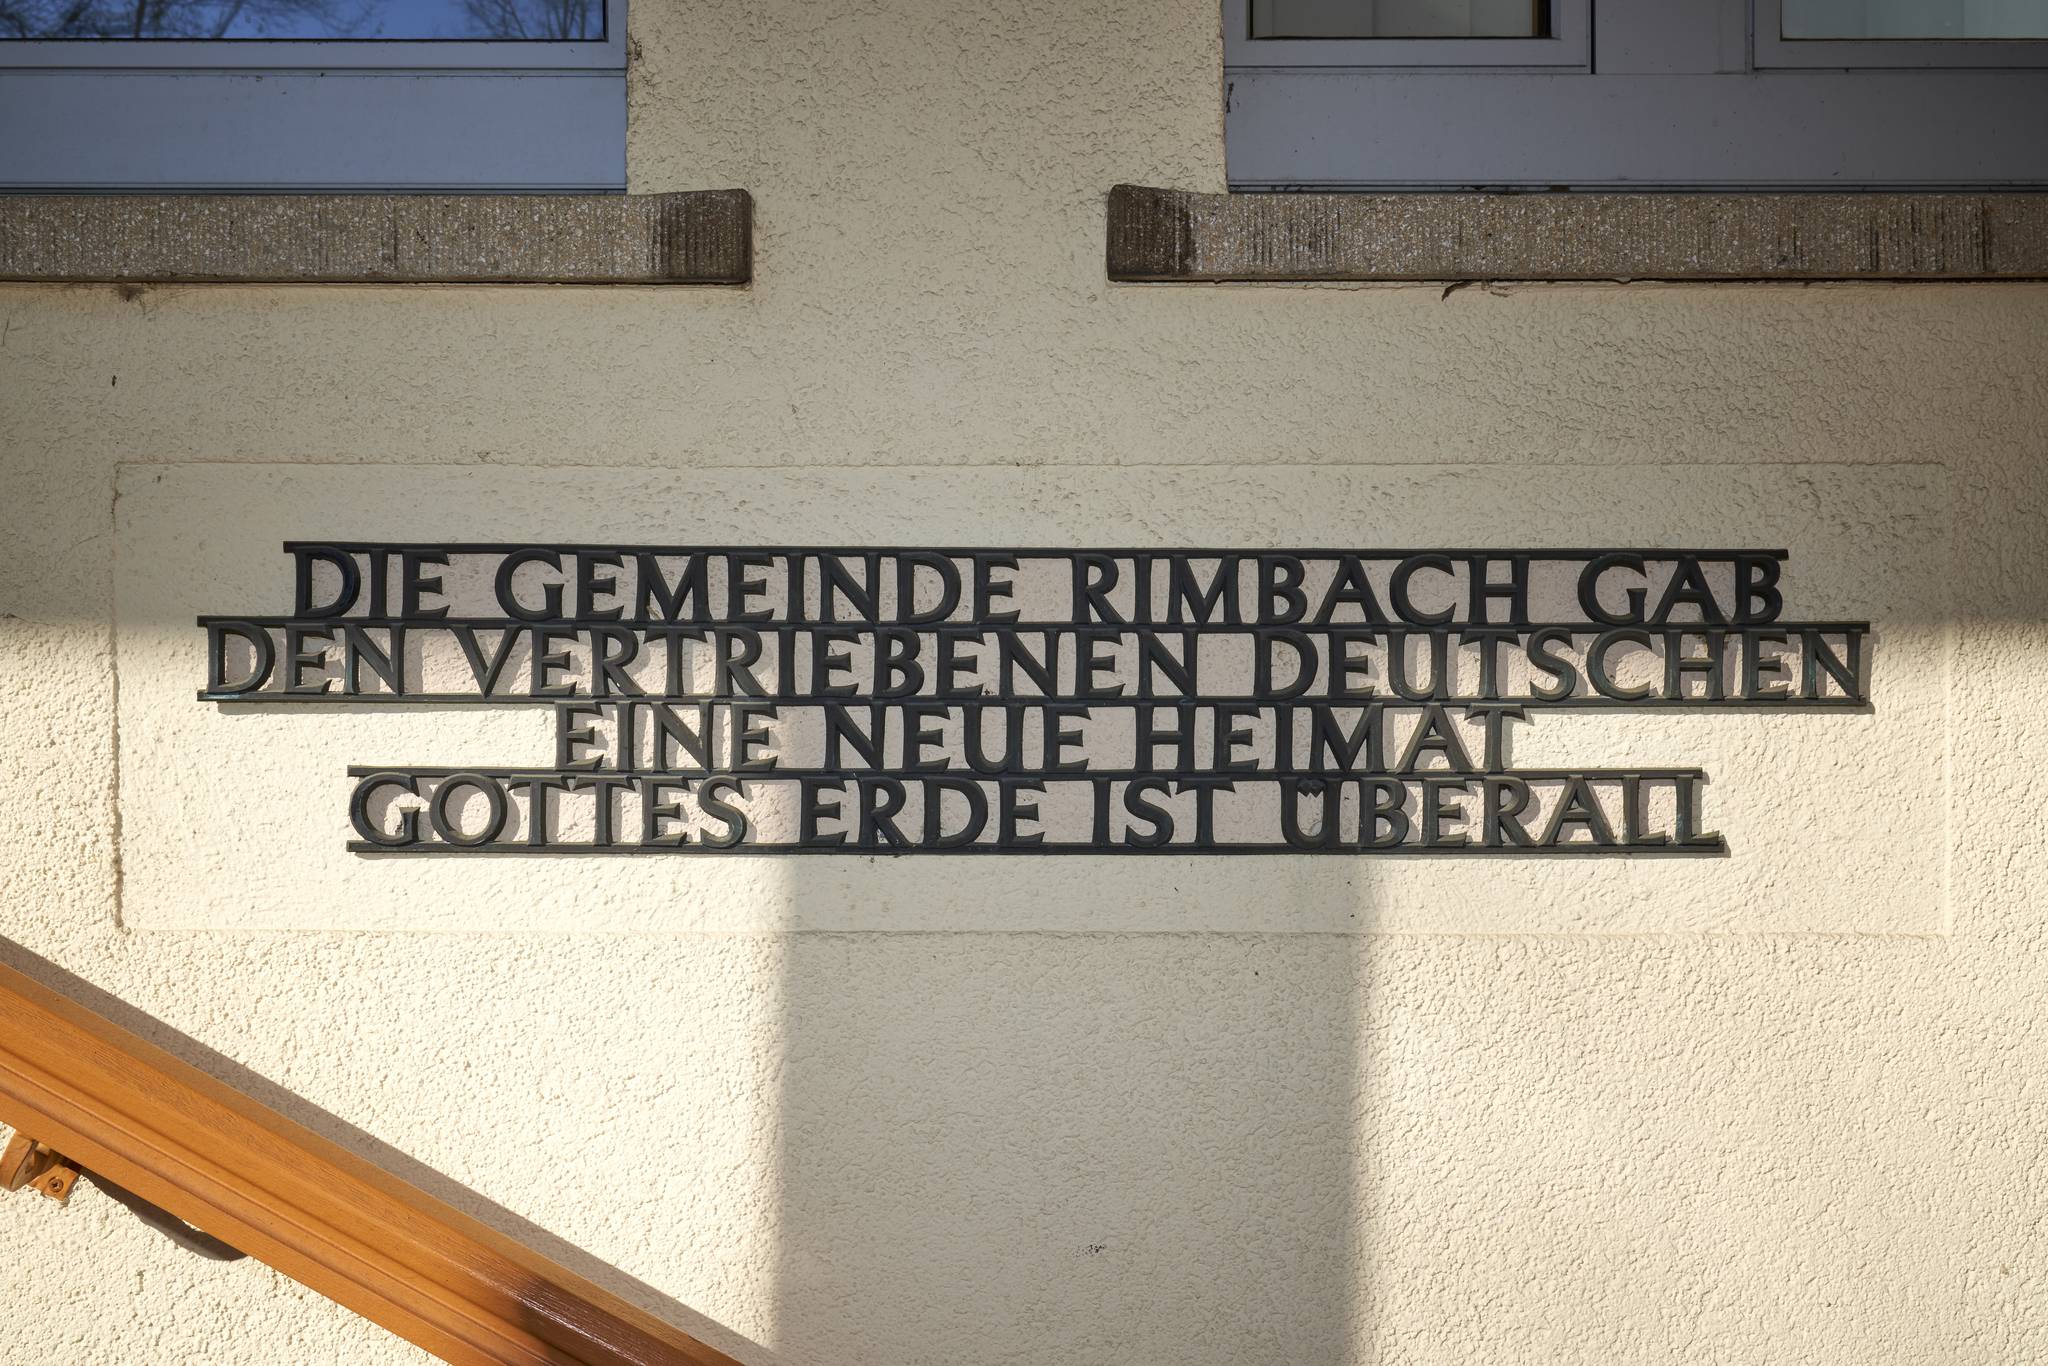 DIE GEMEINDE RIMBACH GAB
DEN VERTRIEBENEN DEUTSCHEN
EINE NEUE HEIMAT
GOTTES ERDE IST ÜBERALL